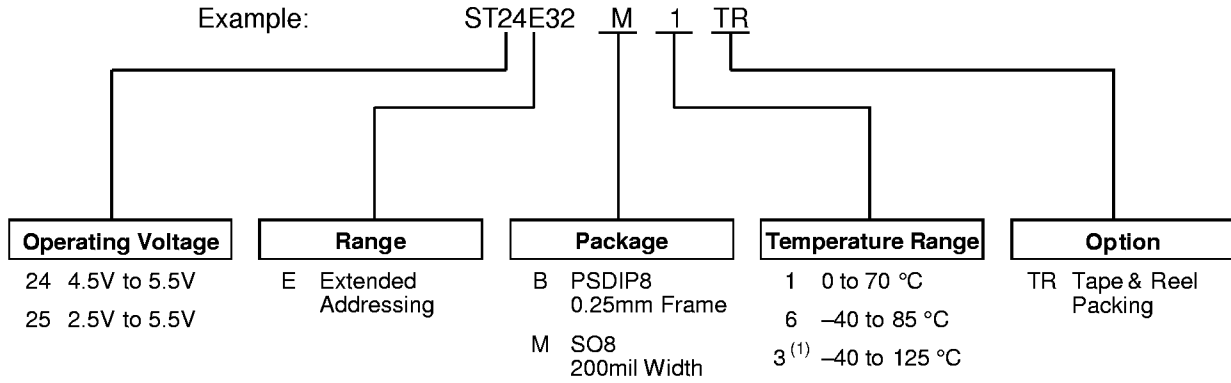 Example: ST24E32 M 1 TR
Operating Voltage
24 4.5V to 5.5V
25 2.5V to 5.5V
Range
E Extended
Addressing
Package
B PSDIP8
0.25mm Frame
M SO8
200mil Width
Temperature Range
1 0 to 70 °C
6 –40 to 85 °C
3 (1) –40 to 125 °C
Option
TR Tape & Reel
Packing